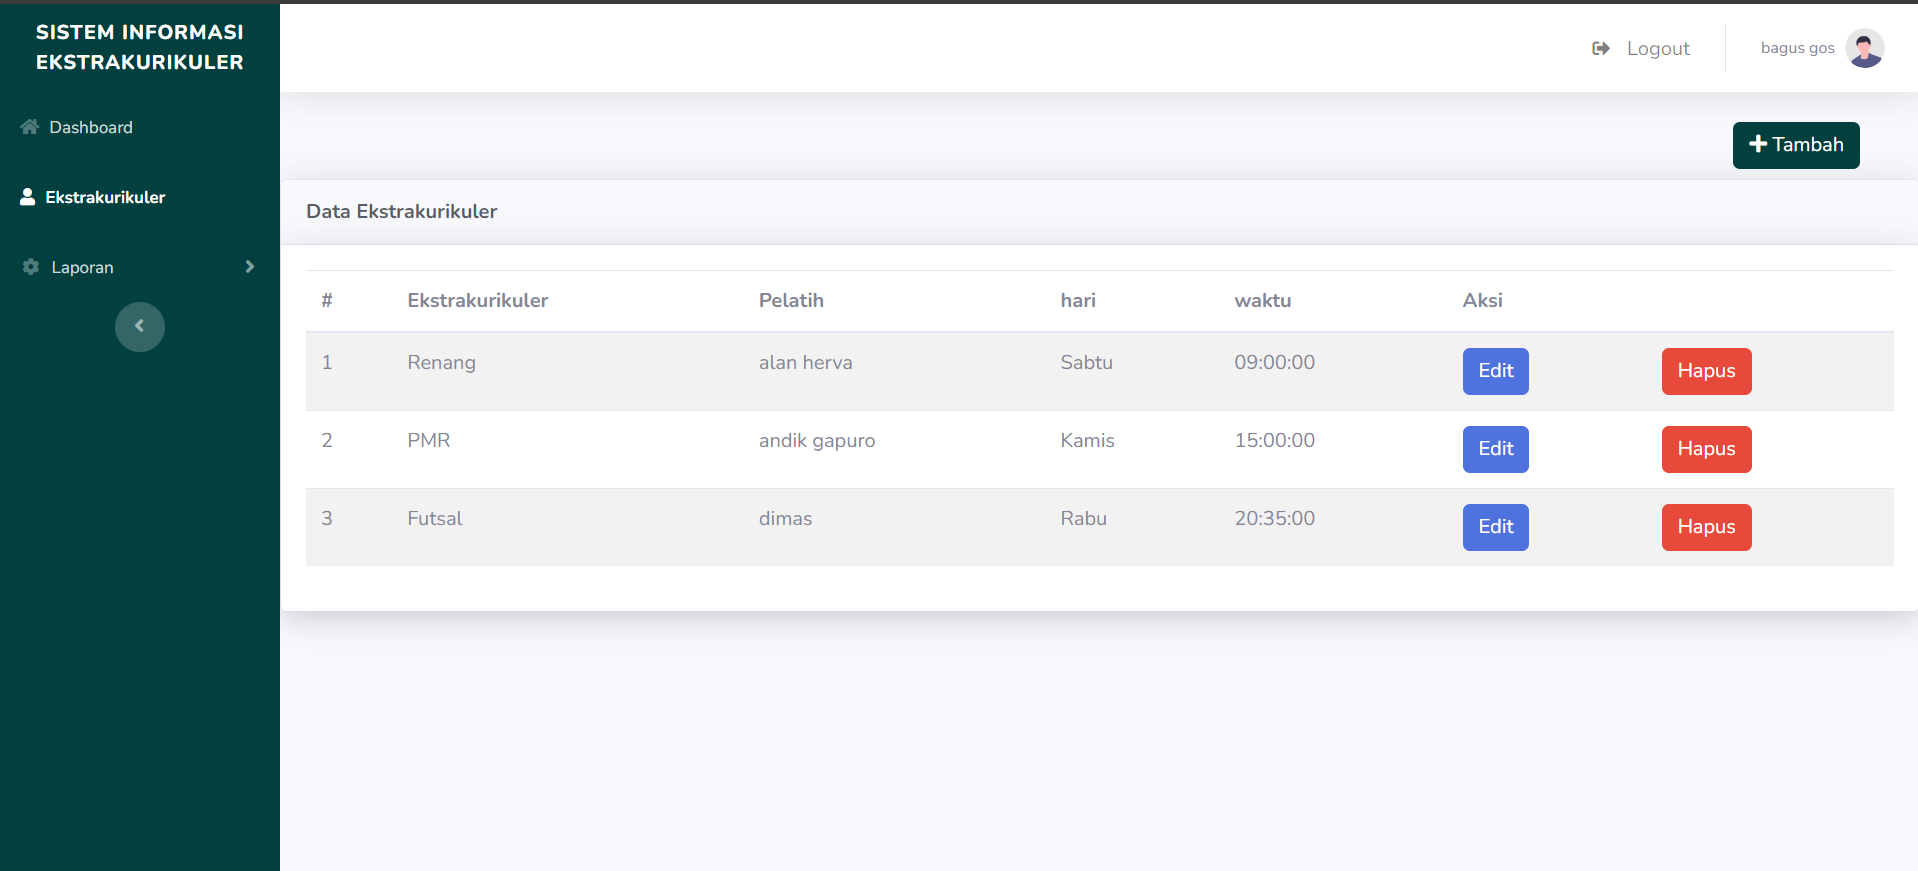 SISTEM INFORMASI
EKSTRAKURIKULER
Dashboard
Ekstrakurikuler
Laporan
Logout
bagus gos
Tambah
Data Ekstrakurikuler
# Ekstrakurikuler Pelatih hari waktu Aksi
1 Renang alan herva Sabtu 09:00:00 Edit Hapus
2 PMR andik gapuro Kamis 15:00:00 Edit Hapus
3 Futsal dimas Rabu 20:35:00 Edit Hapus